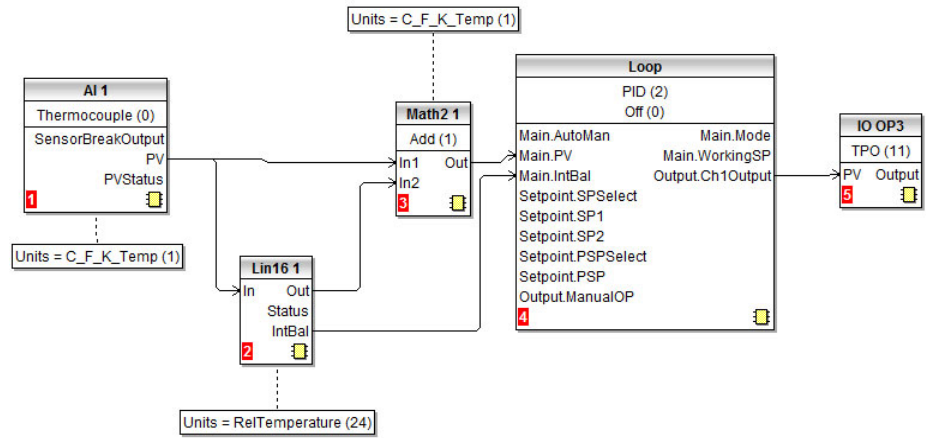 Units = C_F_K_Temp (1)
AI 1
Thermocouple (0)
SensorBreakOutput
PV
PVStatus
1
Units = C_F_K_Temp (1)
Lin16 1
In Out
Status
IntBal
2
Units = RelTemperature (24)
Math2 1
Add (1)
In1 Out
In2
3
Loop
PID (2)
Off (0)
Main.AutoMan Main.Mode
Main.PV Main.WorkingSP
Main.IntBal Output.Ch1Output
Setpoint.SPSelect
Setpoint.SP1
Setpoint.SP2
Setpoint.PSPSelect
Setpoint.PSP
Output.ManualOP
4
IO OP3
TPO (11)
PV Output
5